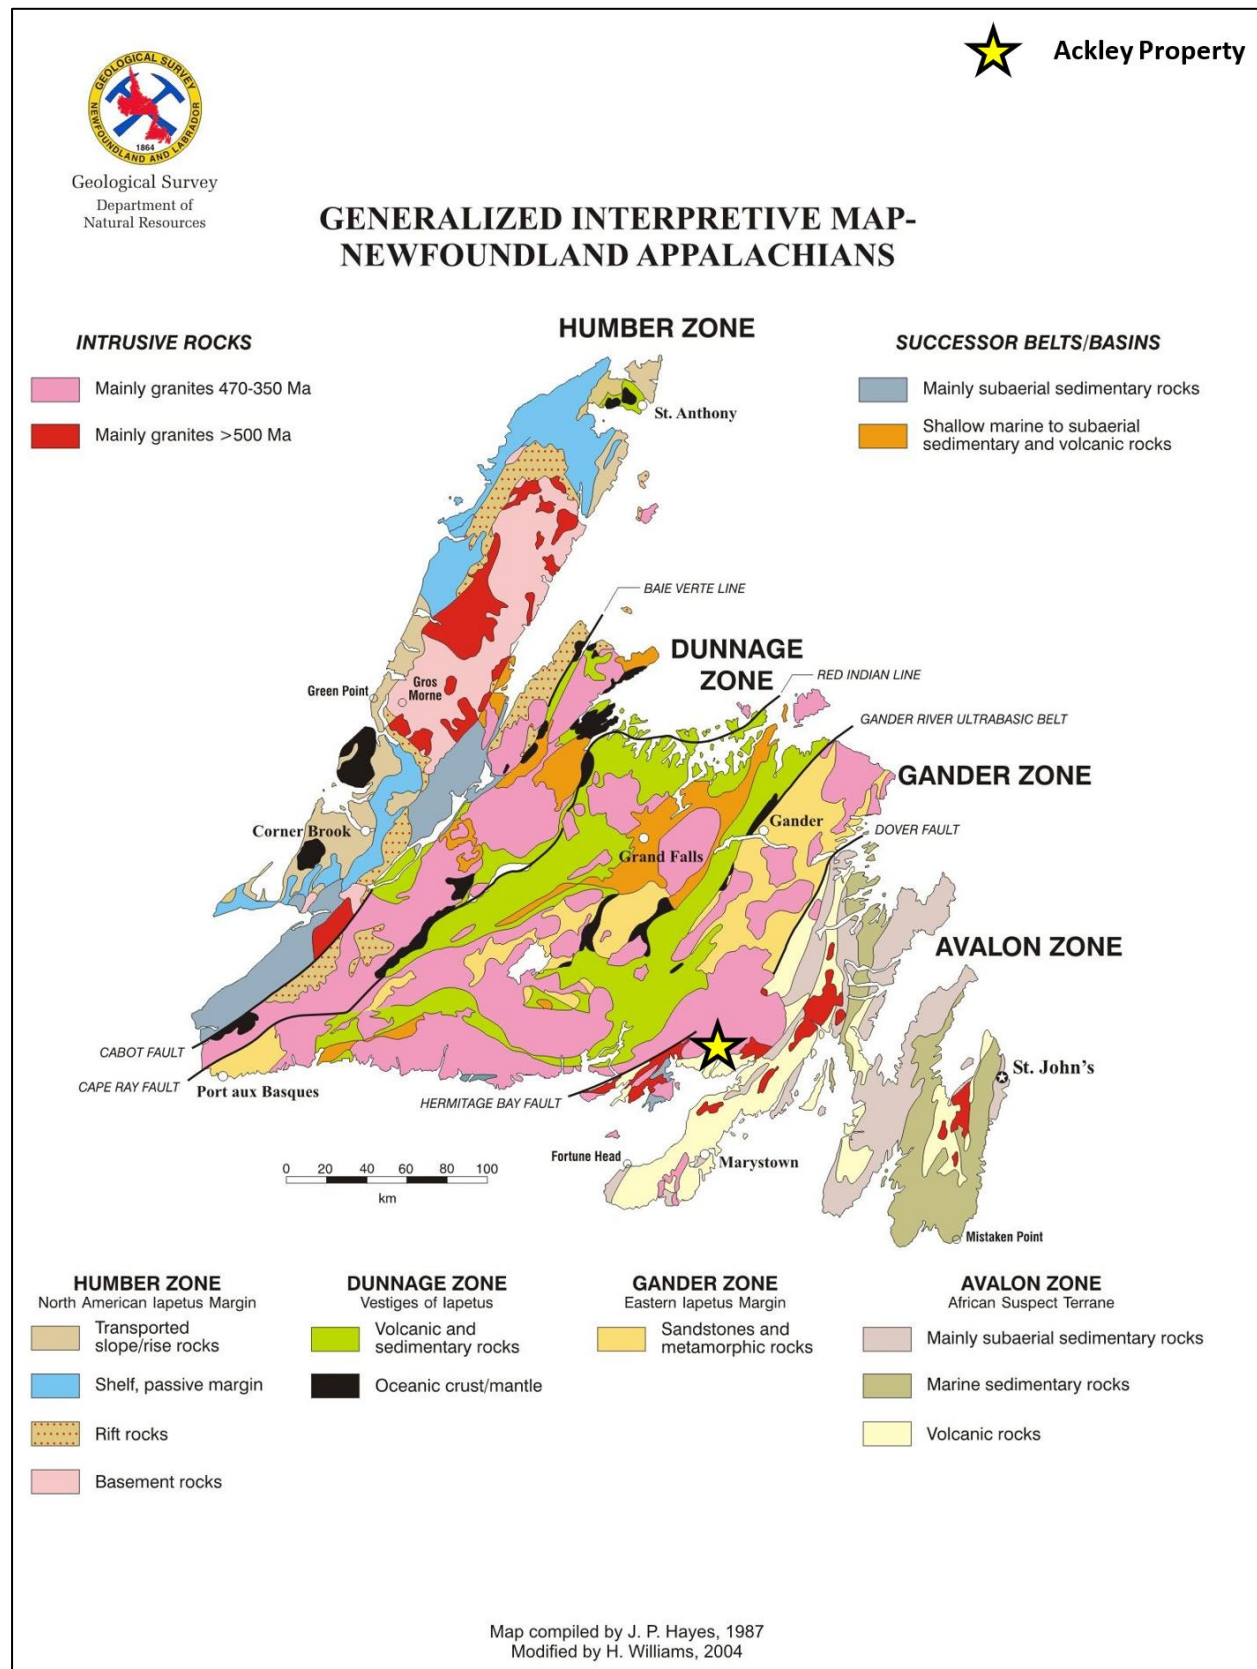 Ackley Property
GEOLOGICAL SURVEY
NEWFOUNDLAND AND LABRADOR
1864
Geological Survey
Department of
Natural Resources
GENERALIZED INTERPRETIVE MAP-
NEWFOUNDLAND APPALACHIANS
INTRUSIVE ROCKS
Mainly granites 470-350 Ma
Mainly granites >500 Ma
SUCCESSOR BELTS/BASINS
Mainly subaerial sedimentary rocks
Shallow marine to subaerial
sedimentary and volcanic rocks
HUMBER ZONE
St. Anthony
BAIE VERTE LINE
DUNNAGE
ZONE
RED INDIAN LINE
Green Point
Gros
Morne
GANDER RIVER ULTRABASIC BELT
GANDER ZONE
Corner Brook
Gander
DOVER FAULT
Grand Falls
AVALON ZONE
CABOT FAULT
CAPE RAY FAULT
Port aux Basques
HERMITAGE BAY FAULT
St. John's
Fortune Head
Marystown
0 20 40 60 80 100
km
Mistaken Point
HUMBER ZONE
North American Iapetus Margin
Transported
slope/rise rocks
Shelf, passive margin
Rift rocks
Basement rocks
DUNNAGE ZONE
Vestiges of Iapetus
Volcanic and
sedimentary rocks
Oceanic crust/mantle
GANDER ZONE
Eastern Iapetus Margin
Sandstones and
metamorphic rocks
AVALON ZONE
African Suspect Terrane
Mainly subaerial sedimentary rocks
Marine sedimentary rocks
Volcanic rocks
Map compiled by J. P. Hayes, 1987
Modified by H. Williams, 2004